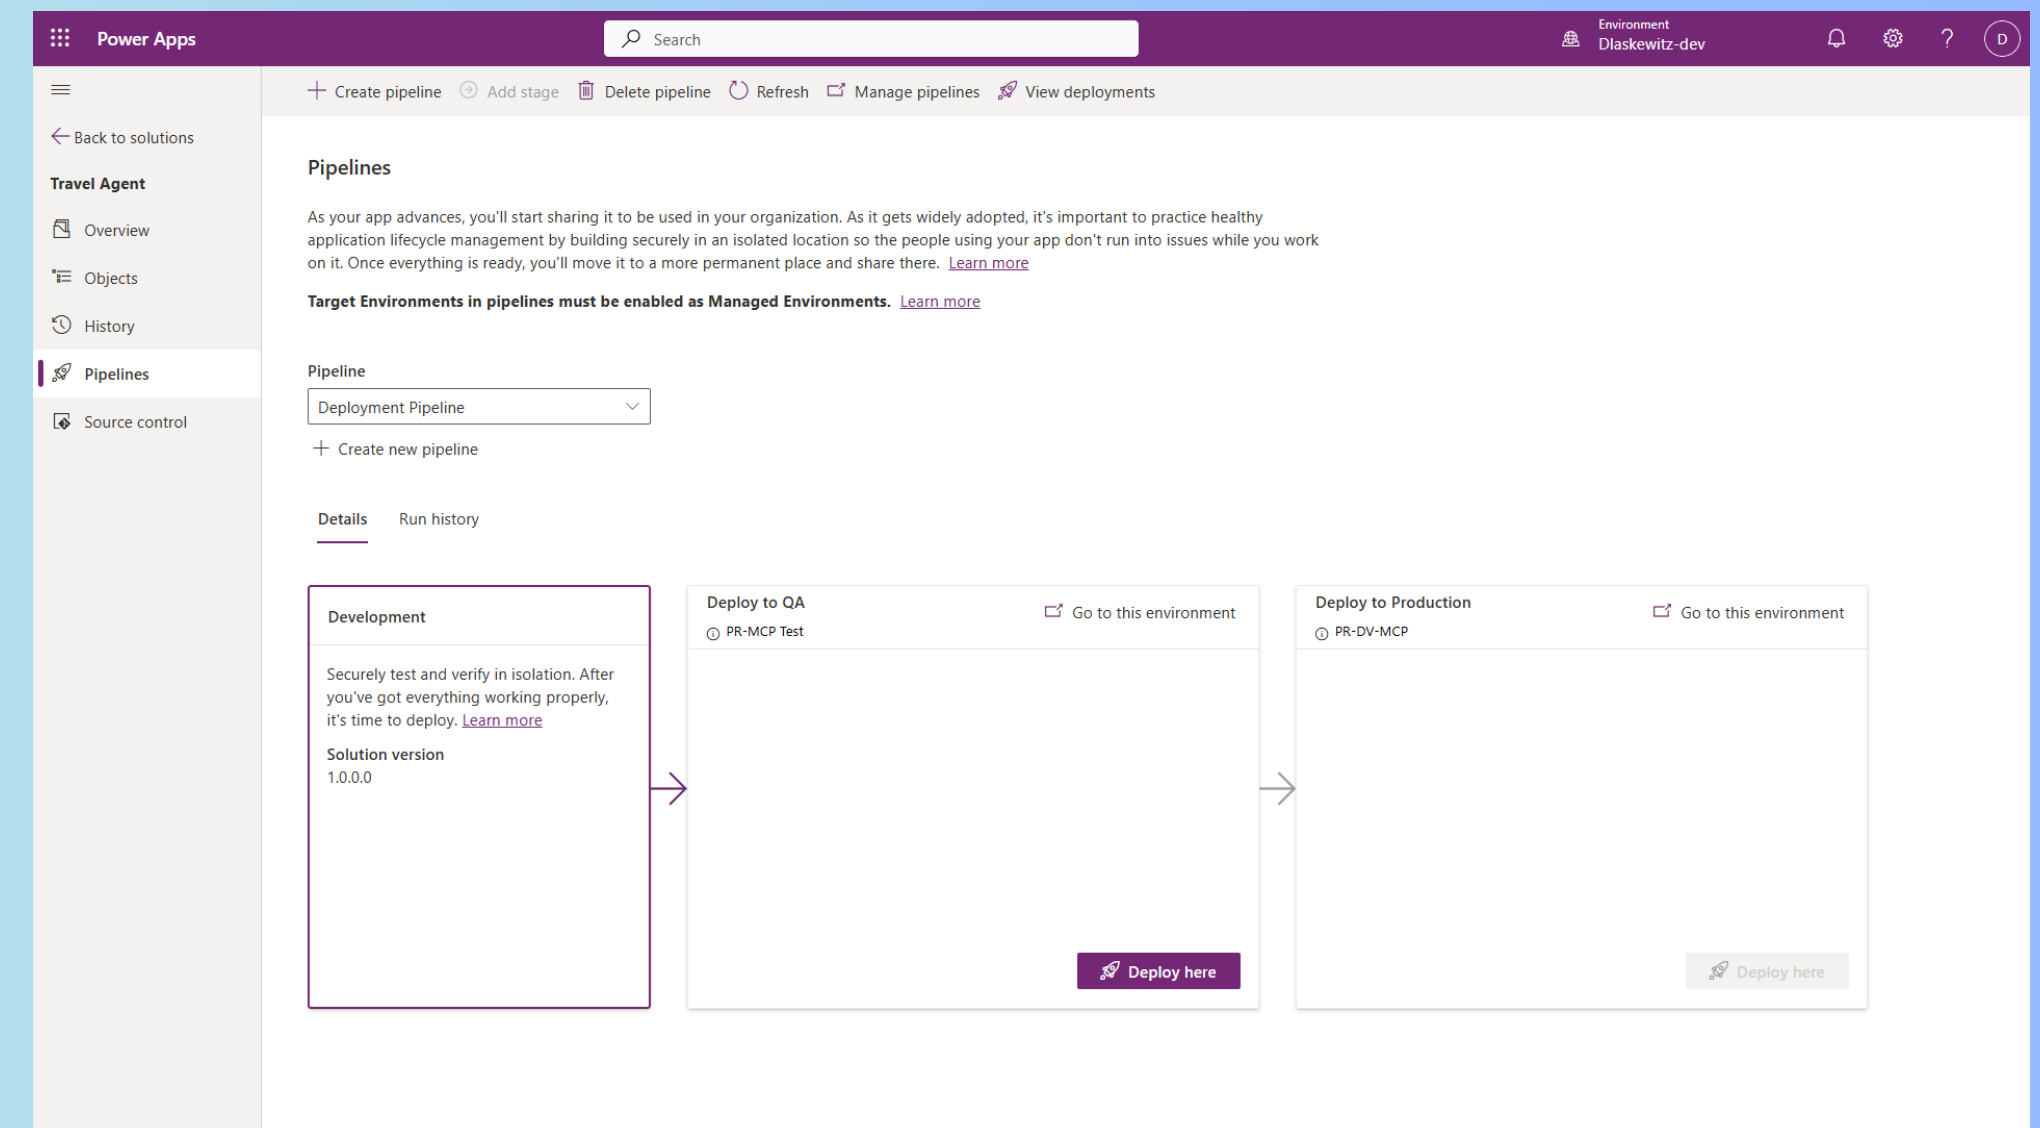 Power Apps
Search
Environment
Dlaskewitz-dev
?
D
Create pipeline
Add stage
Delete pipeline
Refresh
Manage pipelines
View deployments
Back to solutions
Travel Agent
Overview
Objects
History
Pipelines
Source control
Pipelines
As your app advances, you'll start sharing it to be used in your organization. As it gets widely adopted, it's important to practice healthy
application lifecycle management by building securely in an isolated location so the people using your app don't run into issues while you work
on it. Once everything is ready, you'll move it to a more permanent place and share there. Learn more
Target Environments in pipelines must be enabled as Managed Environments. Learn more
Pipeline
Deployment Pipeline
Create new pipeline
Details
Run history
Development
Securely test and verify in isolation. After
you've got everything working properly,
it's time to deploy. Learn more
Solution version
1.0.0.0
Deploy to QA
PR-MCP Test
Go to this environment
Deploy here
Deploy to Production
PR-DV-MCP
Go to this environment
Deploy here